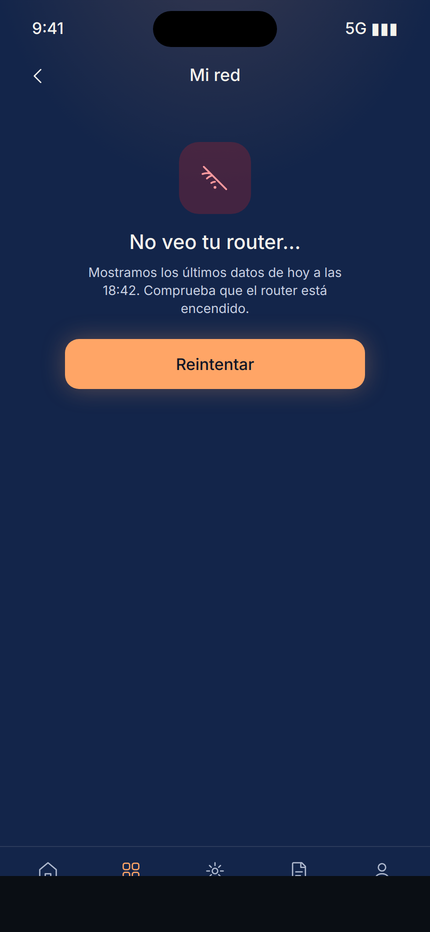 9:41
5G
Mi red
No veo tu router...
Mostramos los últimos datos de hoy a las
18:42. Comprueba que el router está
encendido.
Reintentar